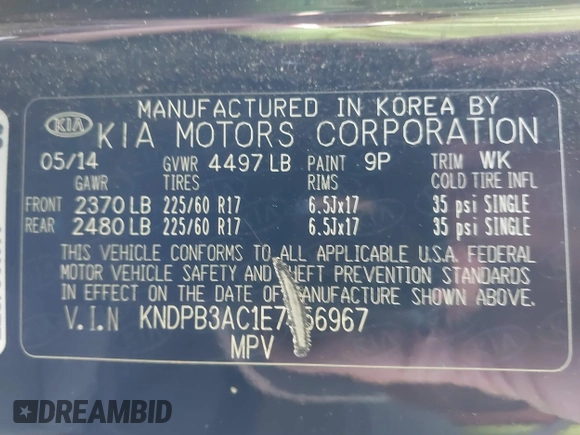 MANUFACTURED IN KOREA BY
KIA KIA MOTORS CORPORATION
05/14 GVWR 4497 LB PAINT 9P TRIM WK
GAWR TIRES RIMS COLD TIRE INFL
FRONT 2370 LB 225/60 R17 6.5Jx17 35 psi SINGLE
REAR 2480 LB 225/60 R17 6.5Jx17 35 psi SINGLE
THIS VEHICLE CONFORMS TO ALL APPLICABLE U.S.A. FEDERAL
MOTOR VEHICLE SAFETY AND THEFT PREVENTION STANDARDS
IN EFFECT ON THE DATE OF MANUFACTURE SHOWN ABOVE.
V.I.N
MPV
DREAMBID